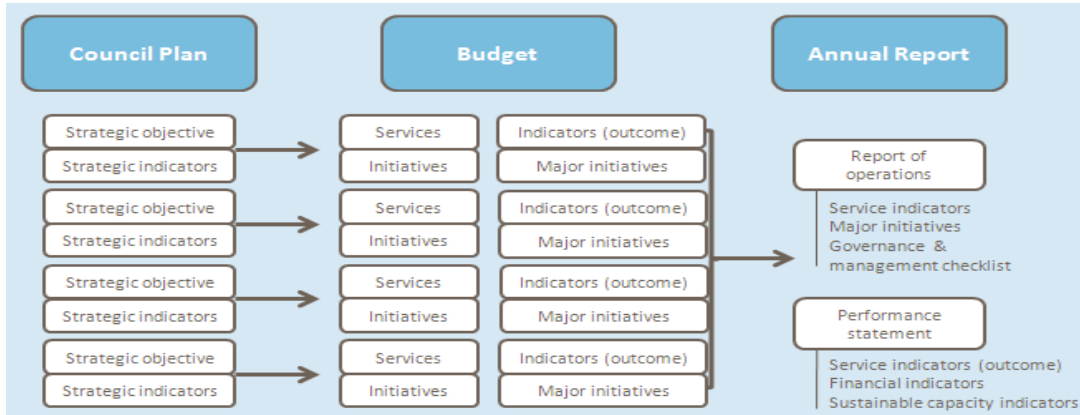 Council Plan
Budget
Annual Report
Strategic objective
Strategic indicators
Services
Initiatives
Indicators (outcome)
Major initiatives
Strategic objective
Strategic indicators
Services
Initiatives
Indicators (outcome)
Major initiatives
Strategic objective
Strategic indicators
Services
Initiatives
Indicators (outcome)
Major initiatives
Strategic objective
Strategic indicators
Services
Initiatives
Indicators (outcome)
Major initiatives
Report of
operations
Service indicators
Major initiatives
Governance &
management checklist
Performance
statement
Service indicators (outcome)
Financial indicators
Sustainable capacity indicators